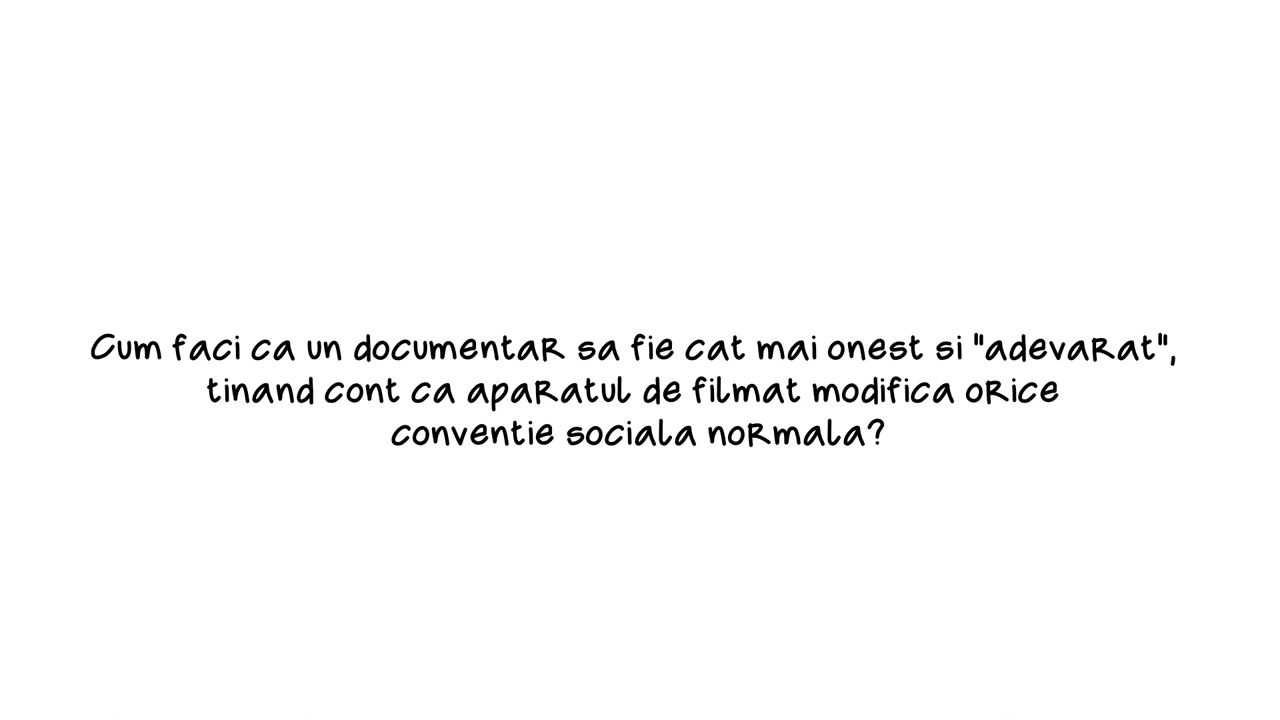 Cum faci ca un documentar sa fie cat mai onest si "adevarat",
tinand cont ca aparatul de filmat modifica orice
conventie sociala normala?